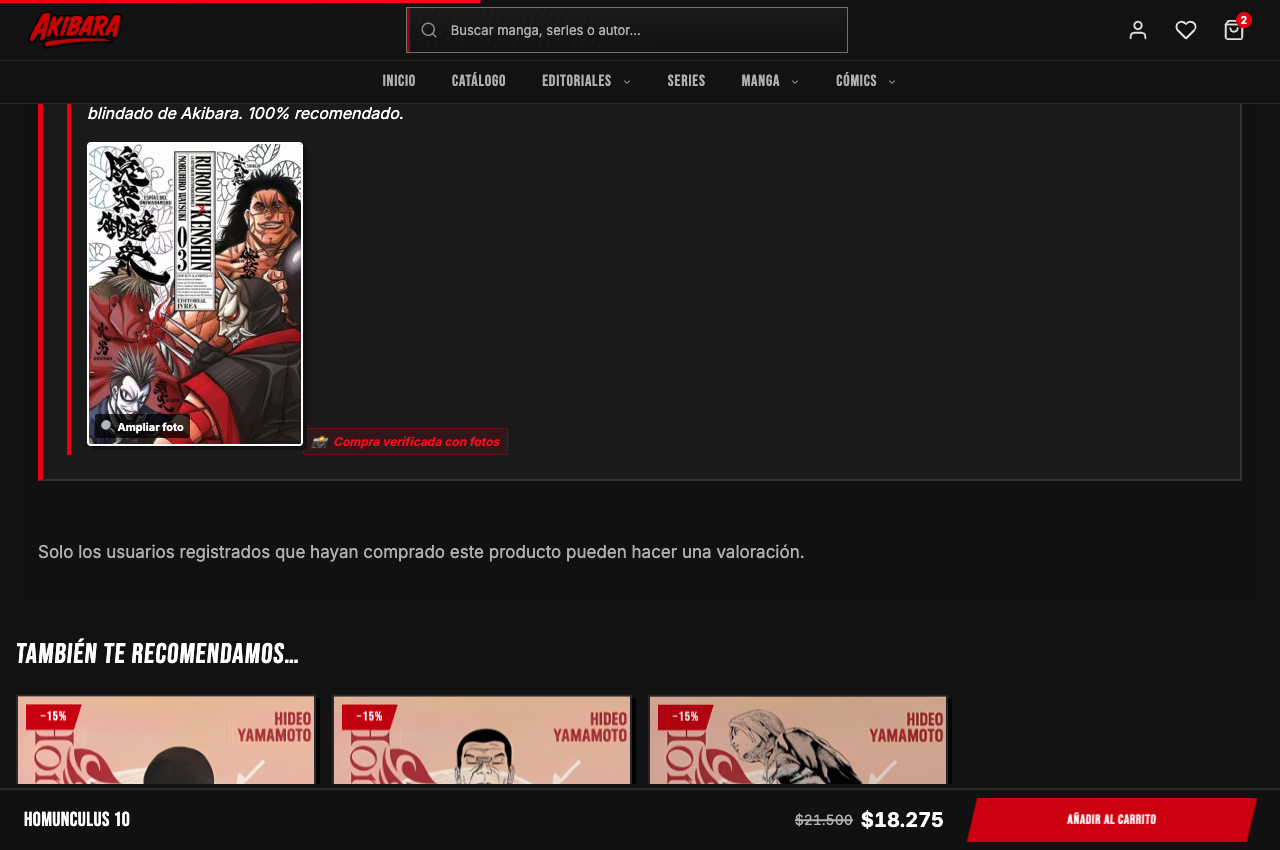 AKIBARA
Buscar manga, series o autor...
2
INICIO
CATÁLOGO
EDITORIALES
SERIES
MANGA
CÓMICS
blindado de Akibara. 100% recomendado.
RUROUNI KENSHIN
NOBUHIRO WATSUKI
03
EDITORIAL
IVREA
Ampliar foto
Compra verificada con fotos
Solo los usuarios registrados que hayan comprado este producto pueden hacer una valoración.
TAMBIÉN TE RECOMENDAMOS...
-15%
HIDEO
YAMAMOTO
-15%
HIDEO
YAMAMOTO
-15%
HIDEO
YAMAMOTO
HOMUNCULUS 10
$21.500
$18.275
AÑADIR AL CARRITO